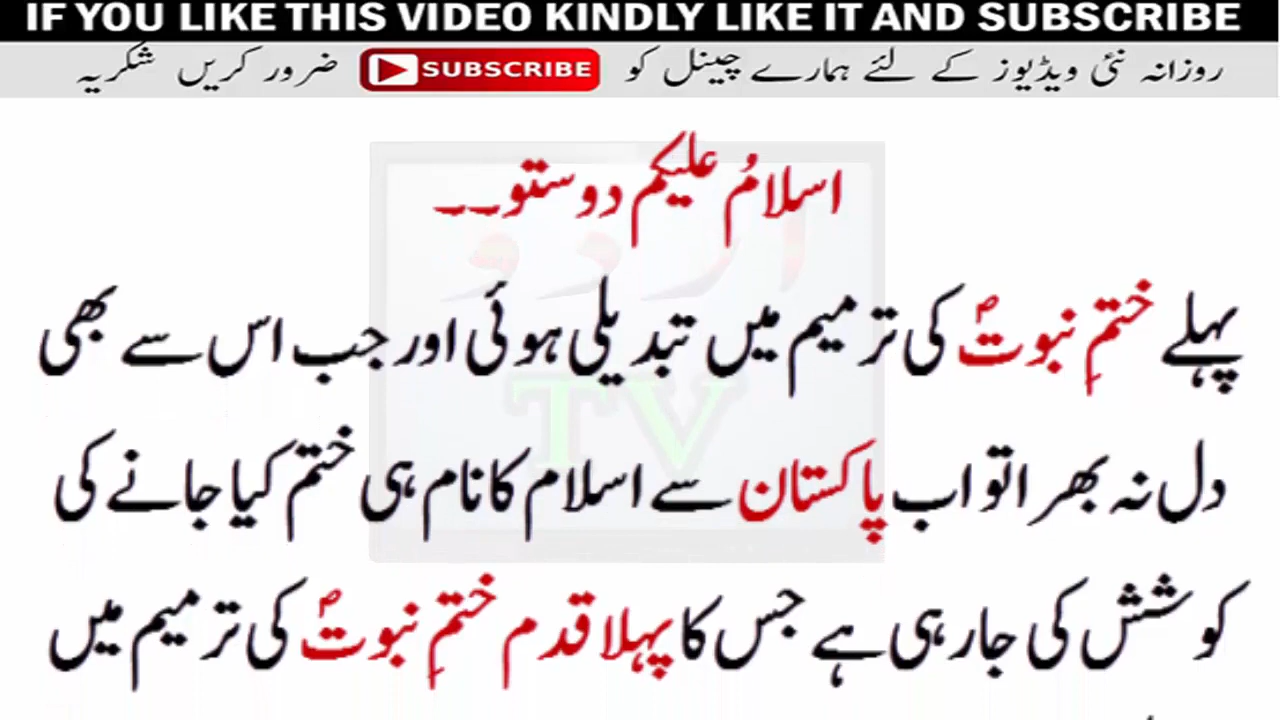 IF YOU LIKE THIS VIDEO KINDLY LIKE IT AND SUBSCRIBE
روزانہ نئی ویڈیوز کے لئے ہمارے چینل کو SUBSCRIBE ضرور کریں شکریہ
اسلامُ علیکم دوستو۔۔۔
پہلے ختمِ نبوتؐ کی ترمیم میں تبدیلی ہوئی اور جب اس سے بھی
دل نہ بھرا تو اب پاکستان سے اسلام کا نام ہی ختم کیا جانے کی
کوشش کی جارہی ہے جس کا پہلا قدم ختمِ نبوتؐ کی ترمیم میں
اردو
TV